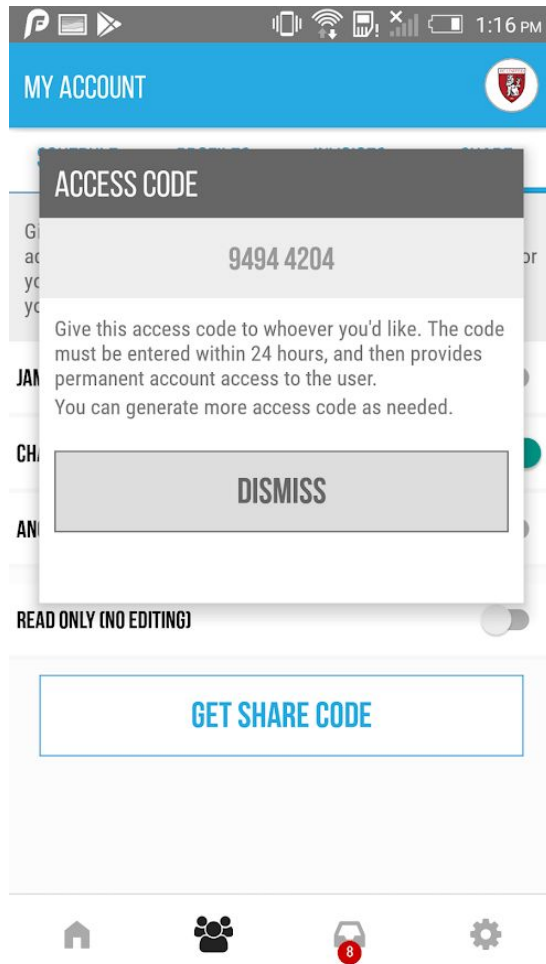 1:16 PM
MY ACCOUNT
ACCESS CODE
9494 4204
Give this access code to whoever you'd like. The code
must be entered within 24 hours, and then provides
permanent account access to the user.
You can generate more access code as needed.
DISMISS
READ ONLY (NO EDITING)
GET SHARE CODE
8